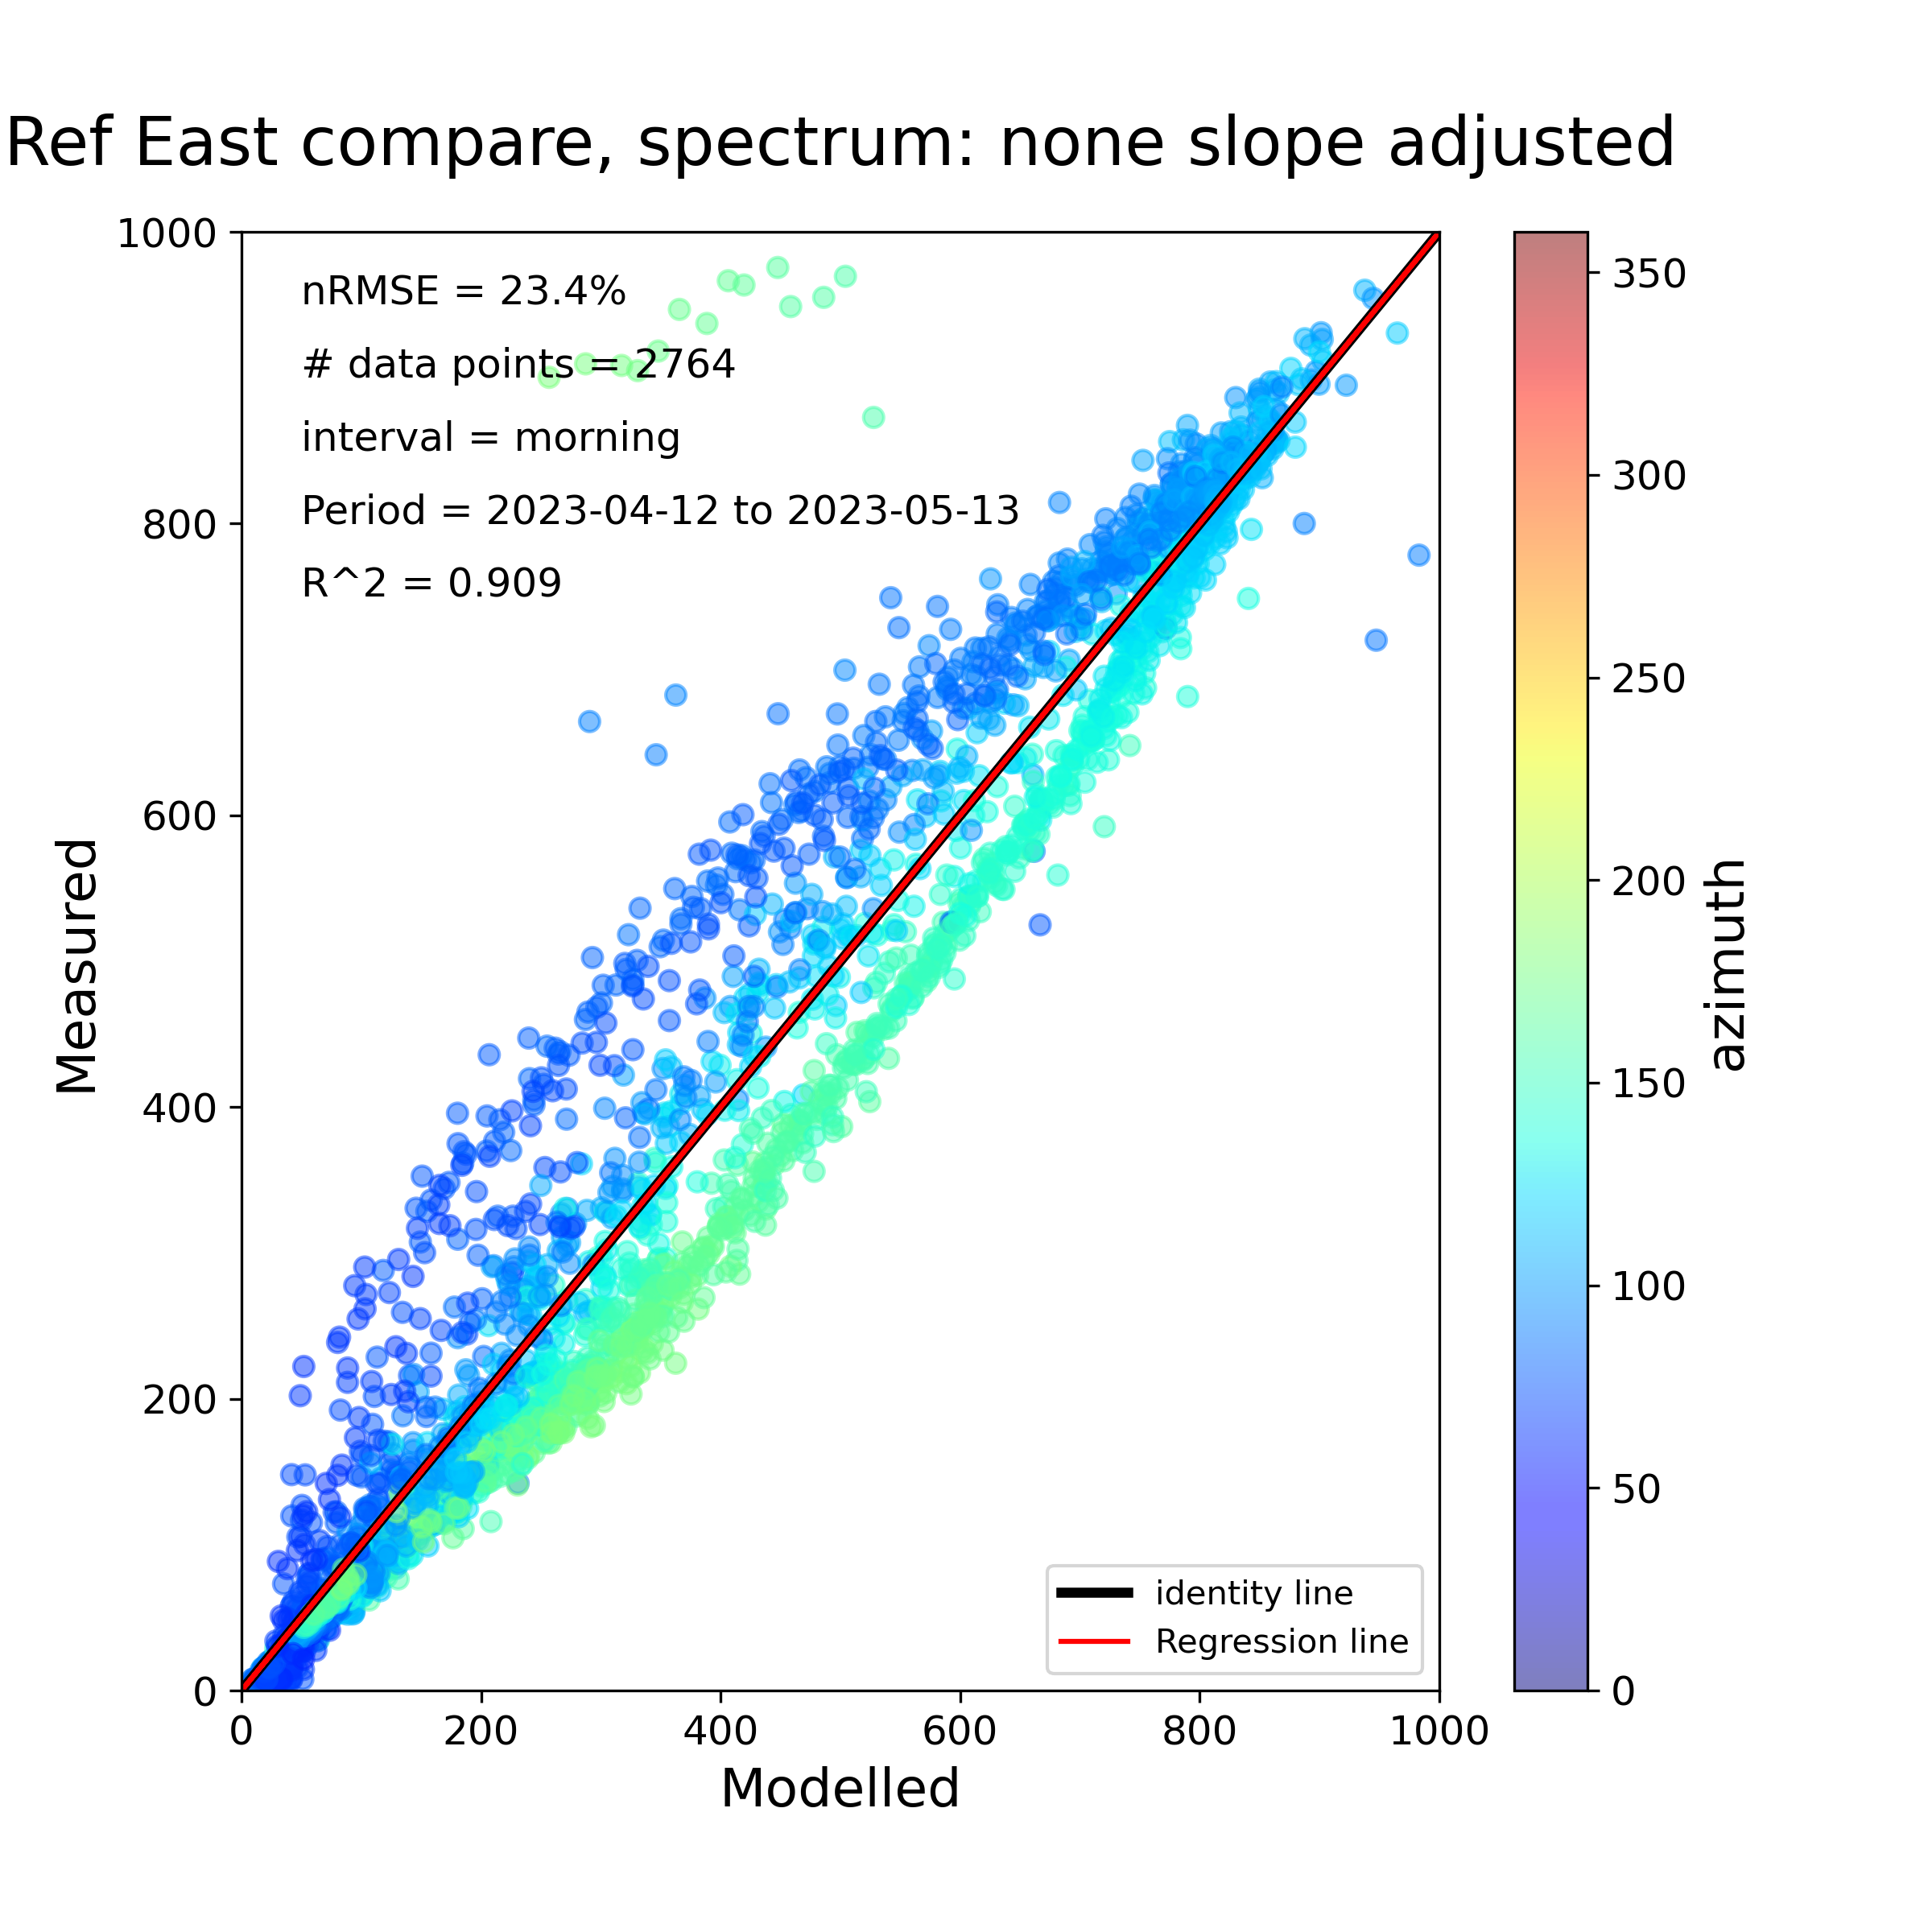 Ref East compare, spectrum: none slope adjusted
1000
800
600
400
200
0
Measured
nRMSE = 23.4%
# data points = 2764
interval = morning
Period = 2023-04-12 to 2023-05-13
R^2 = 0.909
identity line
Regression line
0
200
400
600
800
1000
Modelled
350
300
250
200
150
100
50
0
azimuth